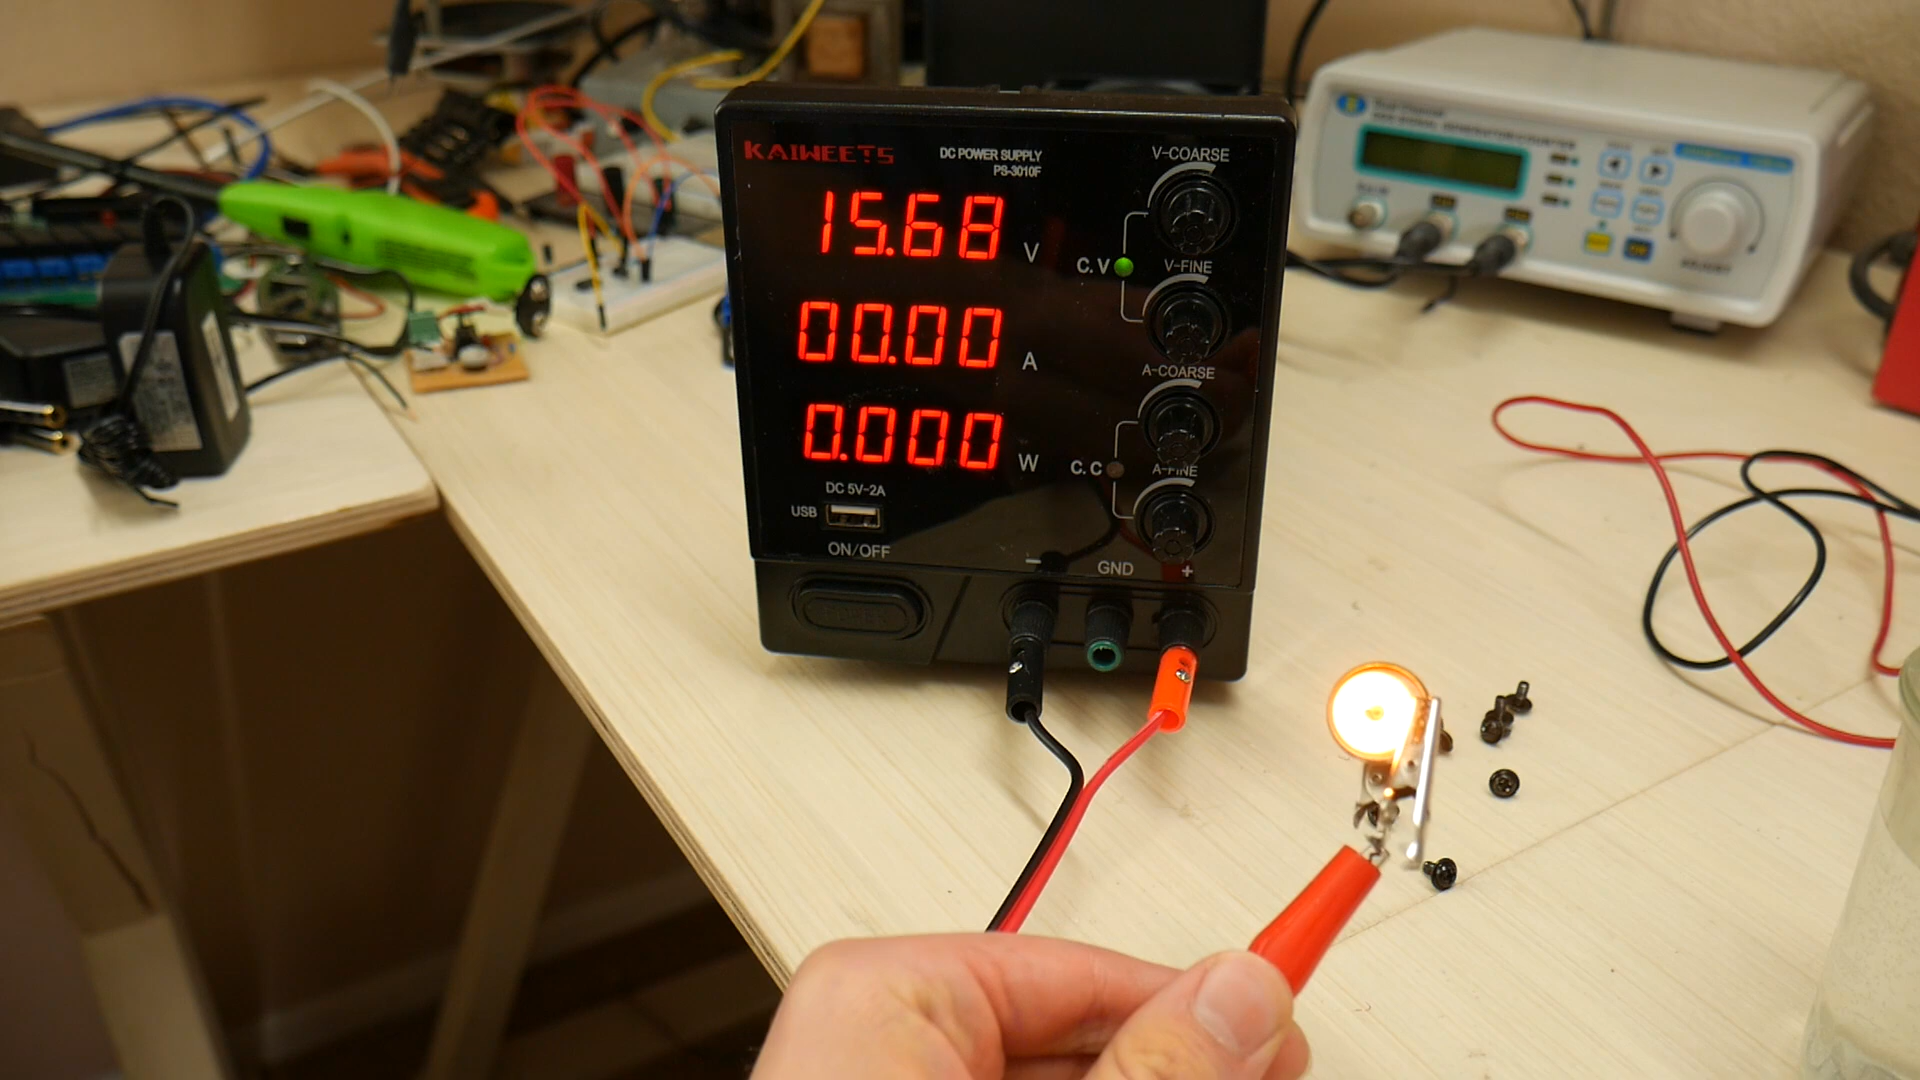 KAIWEETS
DC POWER SUPPLY
PS-3010F
V-COARSE
15.68 V
C.V
V-FINE
00.00 A
A-COARSE
0.000 W
C.C
A-FINE
DC 5V-2A
USB
ON/OFF
− GND +